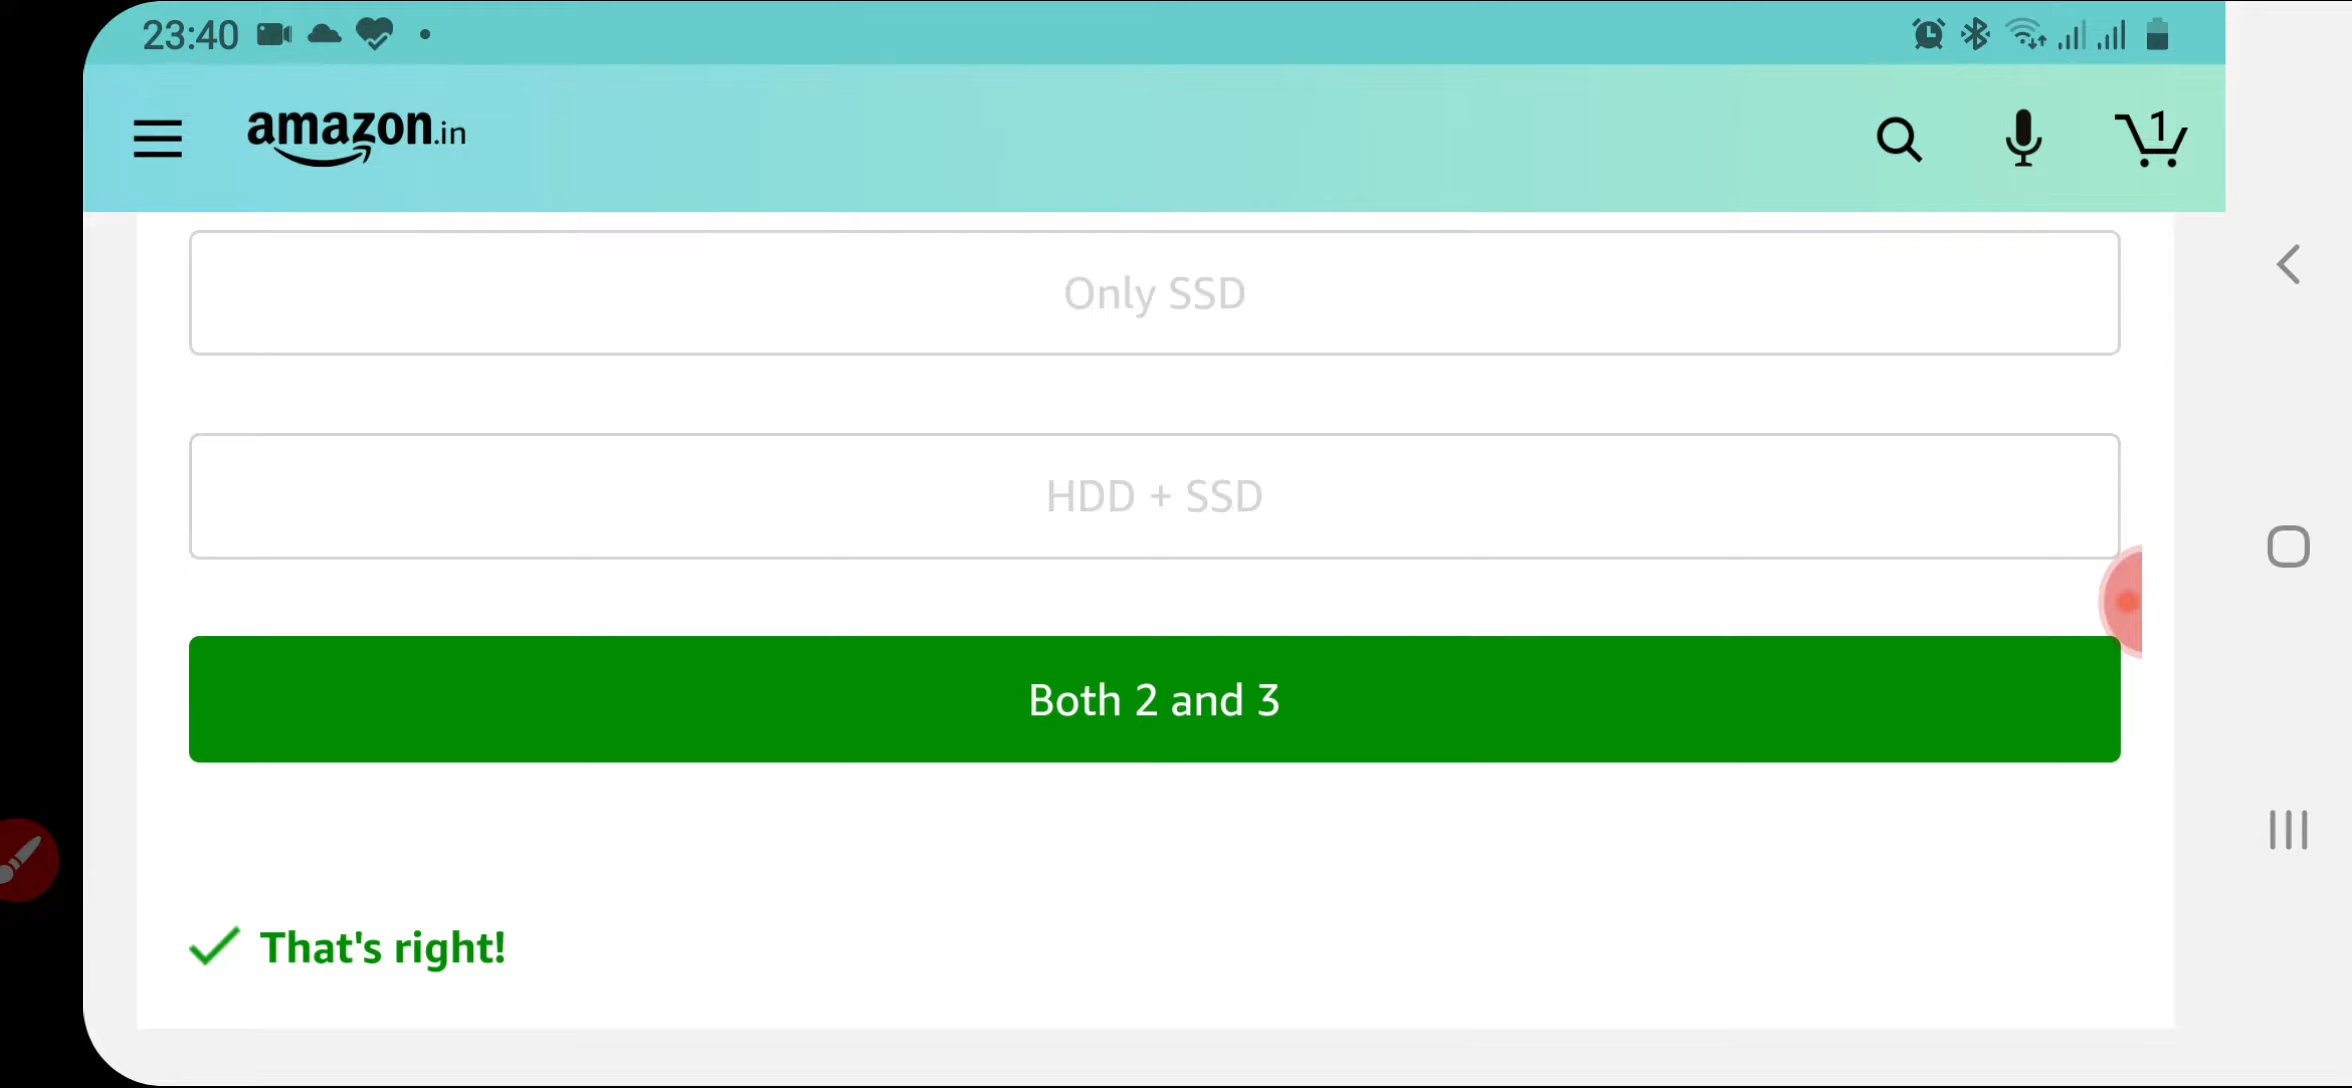 23:40
amazon.in
1
Only SSD
HDD + SSD
Both 2 and 3
That's right!